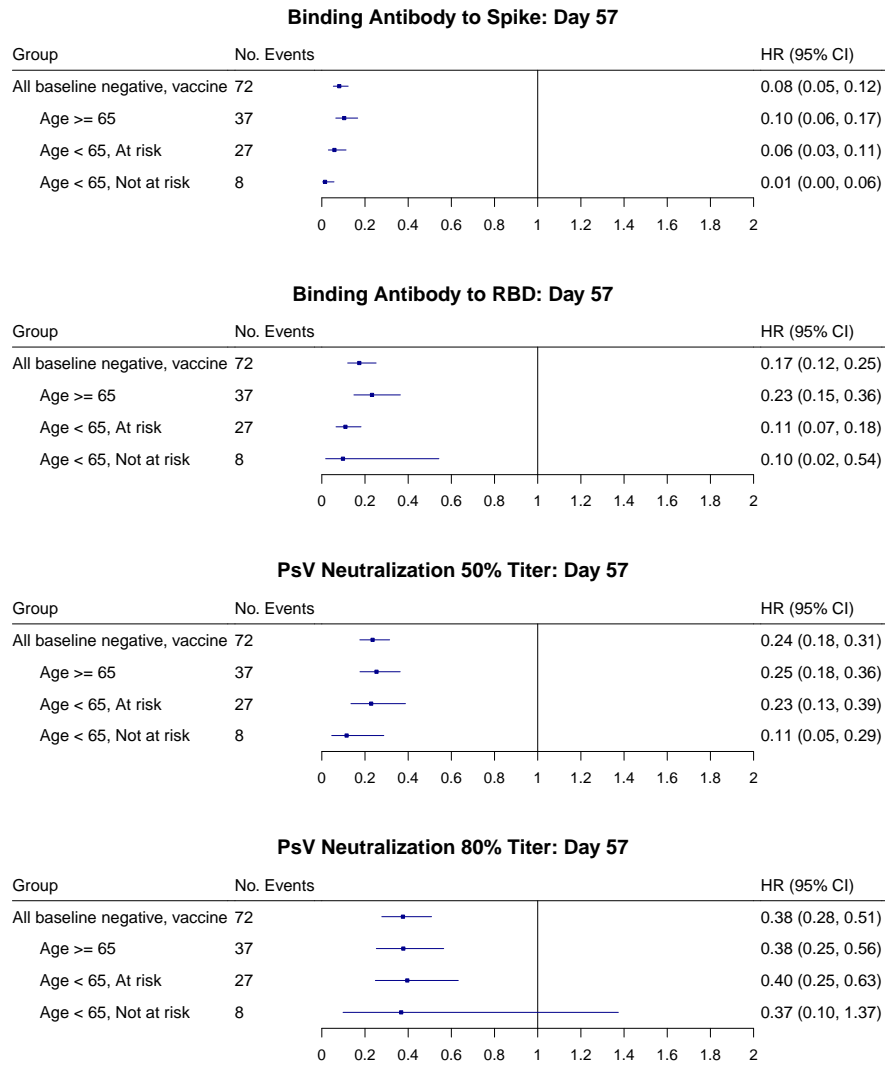 Binding Antibody to Spike: Day 57
Group No. Events HR (95% CI)
All baseline negative, vaccine 72 0.08 (0.05, 0.12)
Age >= 65 37 0.10 (0.06, 0.17)
Age < 65, At risk 27 0.06 (0.03, 0.11)
Age < 65, Not at risk 8 0.01 (0.00, 0.06)
0 0.2 0.4 0.6 0.8 1 1.2 1.4 1.6 1.8 2
Binding Antibody to RBD: Day 57
Group No. Events HR (95% CI)
All baseline negative, vaccine 72 0.17 (0.12, 0.25)
Age >= 65 37 0.23 (0.15, 0.36)
Age < 65, At risk 27 0.11 (0.07, 0.18)
Age < 65, Not at risk 8 0.10 (0.02, 0.54)
0 0.2 0.4 0.6 0.8 1 1.2 1.4 1.6 1.8 2
PsV Neutralization 50% Titer: Day 57
Group No. Events HR (95% CI)
All baseline negative, vaccine 72 0.24 (0.18, 0.31)
Age >= 65 37 0.25 (0.18, 0.36)
Age < 65, At risk 27 0.23 (0.13, 0.39)
Age < 65, Not at risk 8 0.11 (0.05, 0.29)
0 0.2 0.4 0.6 0.8 1 1.2 1.4 1.6 1.8 2
PsV Neutralization 80% Titer: Day 57
Group No. Events HR (95% CI)
All baseline negative, vaccine 72 0.38 (0.28, 0.51)
Age >= 65 37 0.38 (0.25, 0.56)
Age < 65, At risk 27 0.40 (0.25, 0.63)
Age < 65, Not at risk 8 0.37 (0.10, 1.37)
0 0.2 0.4 0.6 0.8 1 1.2 1.4 1.6 1.8 2